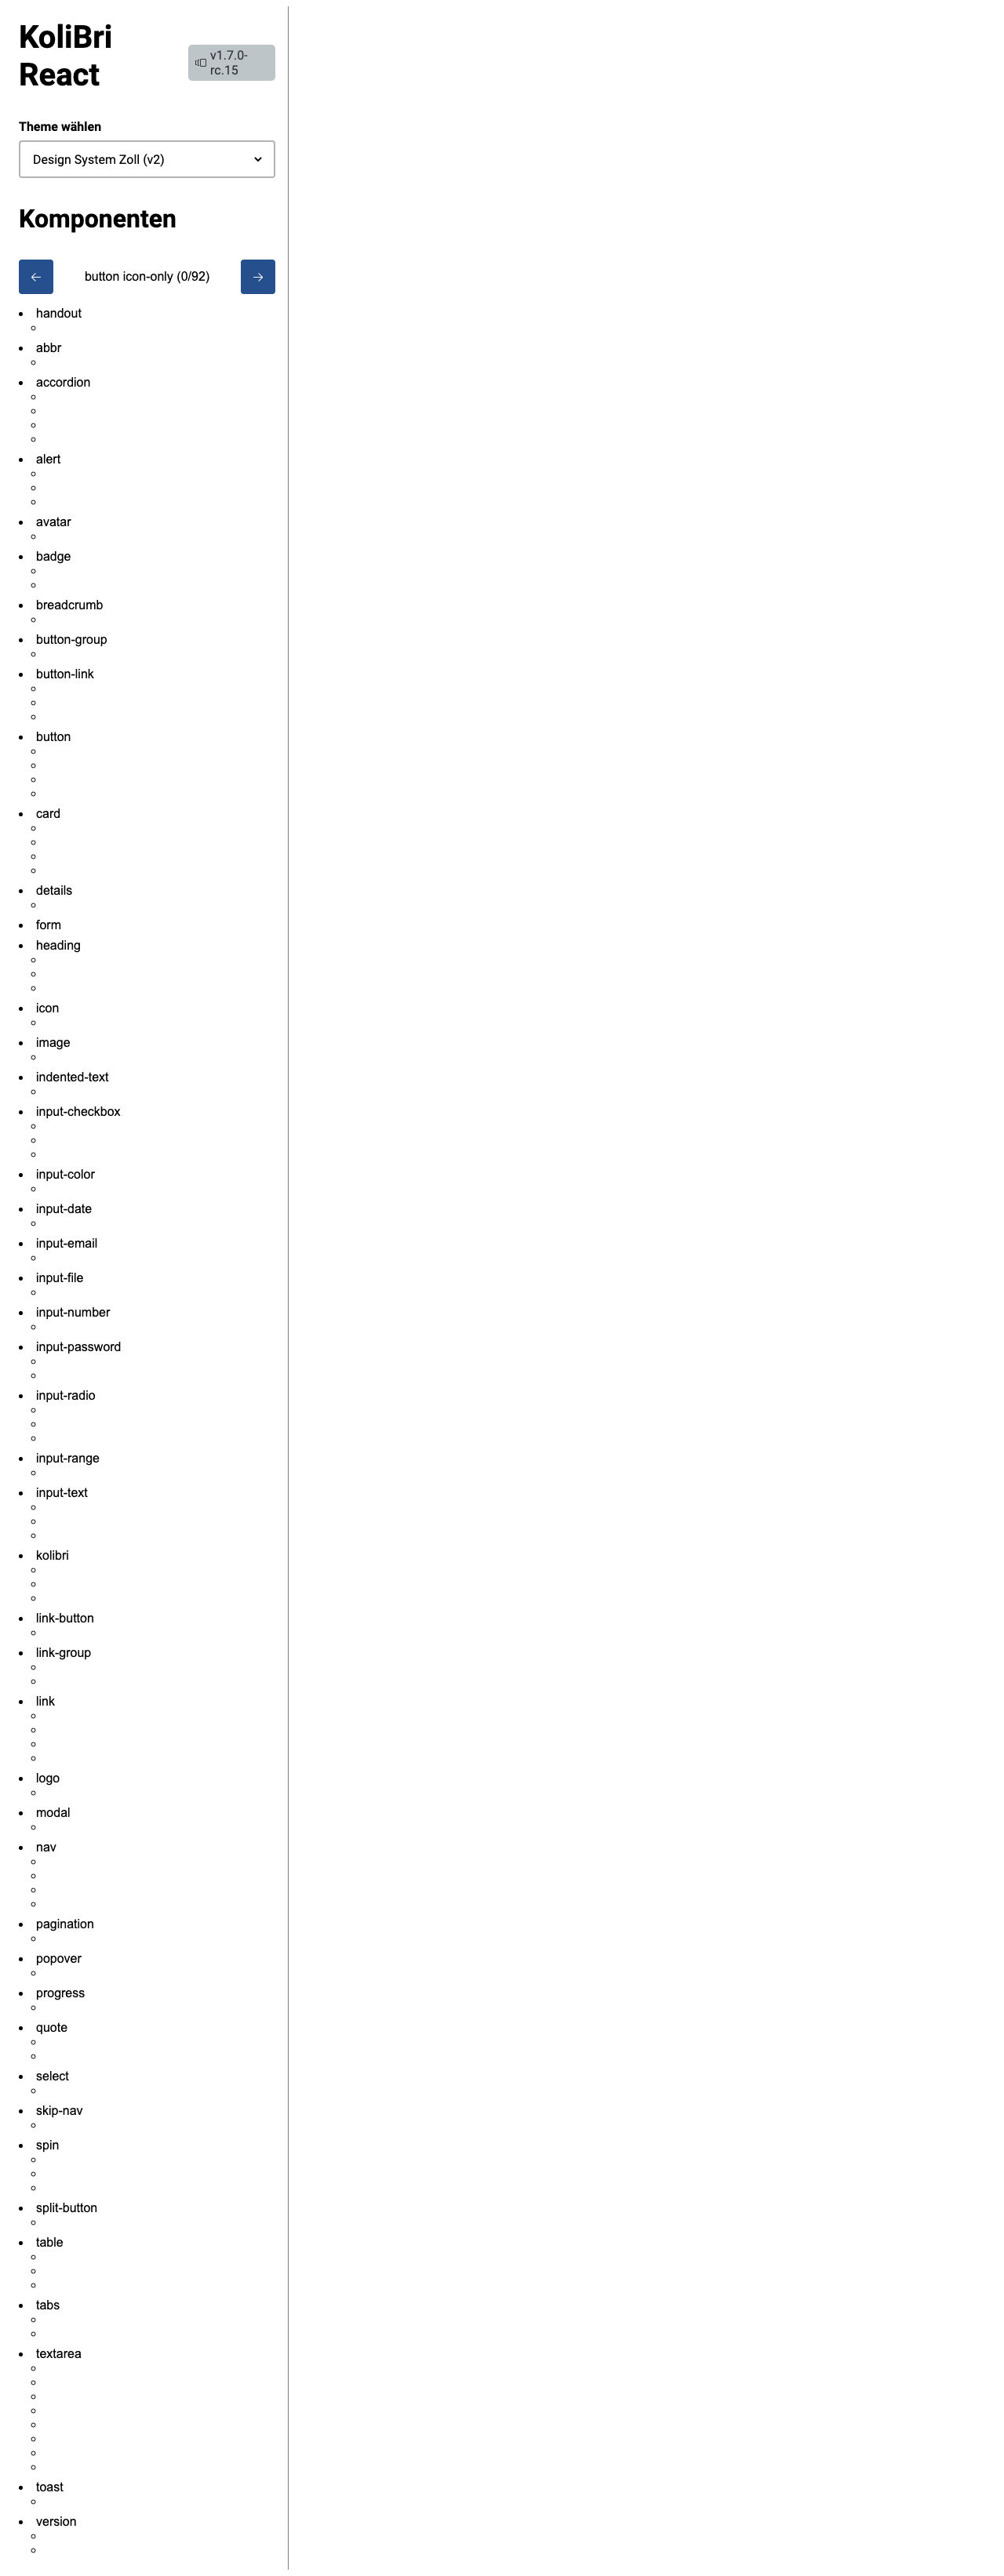 KoliBri
React
v1.7.0-
rc.15
Theme wählen
Design System Zoll (v2)
Komponenten
button icon-only (0/92)
handout
abbr
accordion
alert
avatar
badge
breadcrumb
button-group
button-link
button
card
details
form
heading
icon
image
indented-text
input-checkbox
input-color
input-date
input-email
input-file
input-number
input-password
input-radio
input-range
input-text
kolibri
link-button
link-group
link
logo
modal
nav
pagination
popover
progress
quote
select
skip-nav
spin
split-button
table
tabs
textarea
toast
version